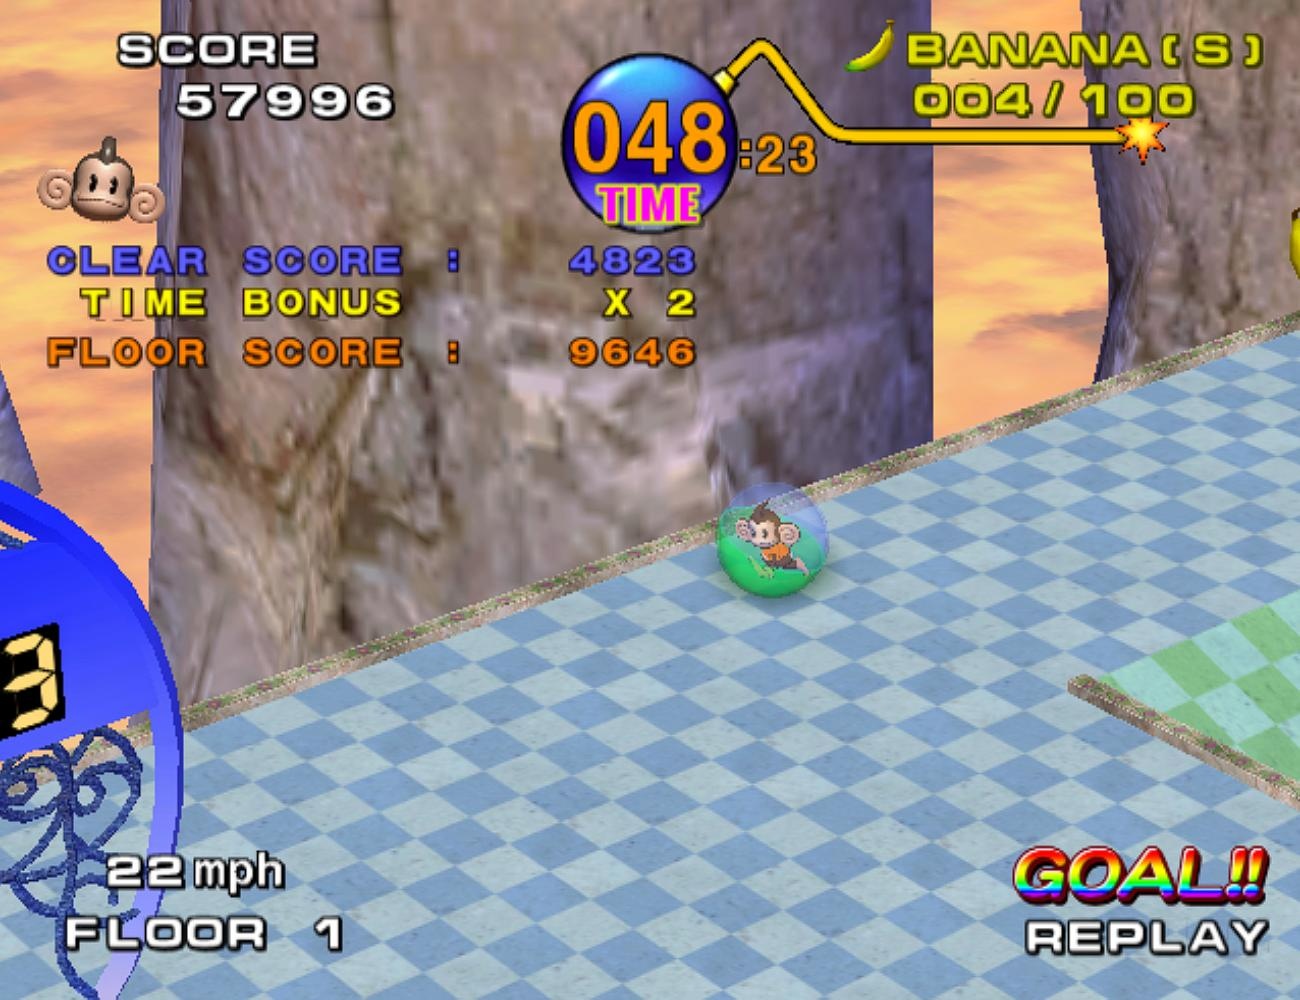 SCORE
57996
048:23
TIME
BANANA(S)
004/100
CLEAR SCORE : 4823
TIME BONUS X 2
FLOOR SCORE : 9646
3
22 mph
FLOOR 1
GOAL!!
REPLAY